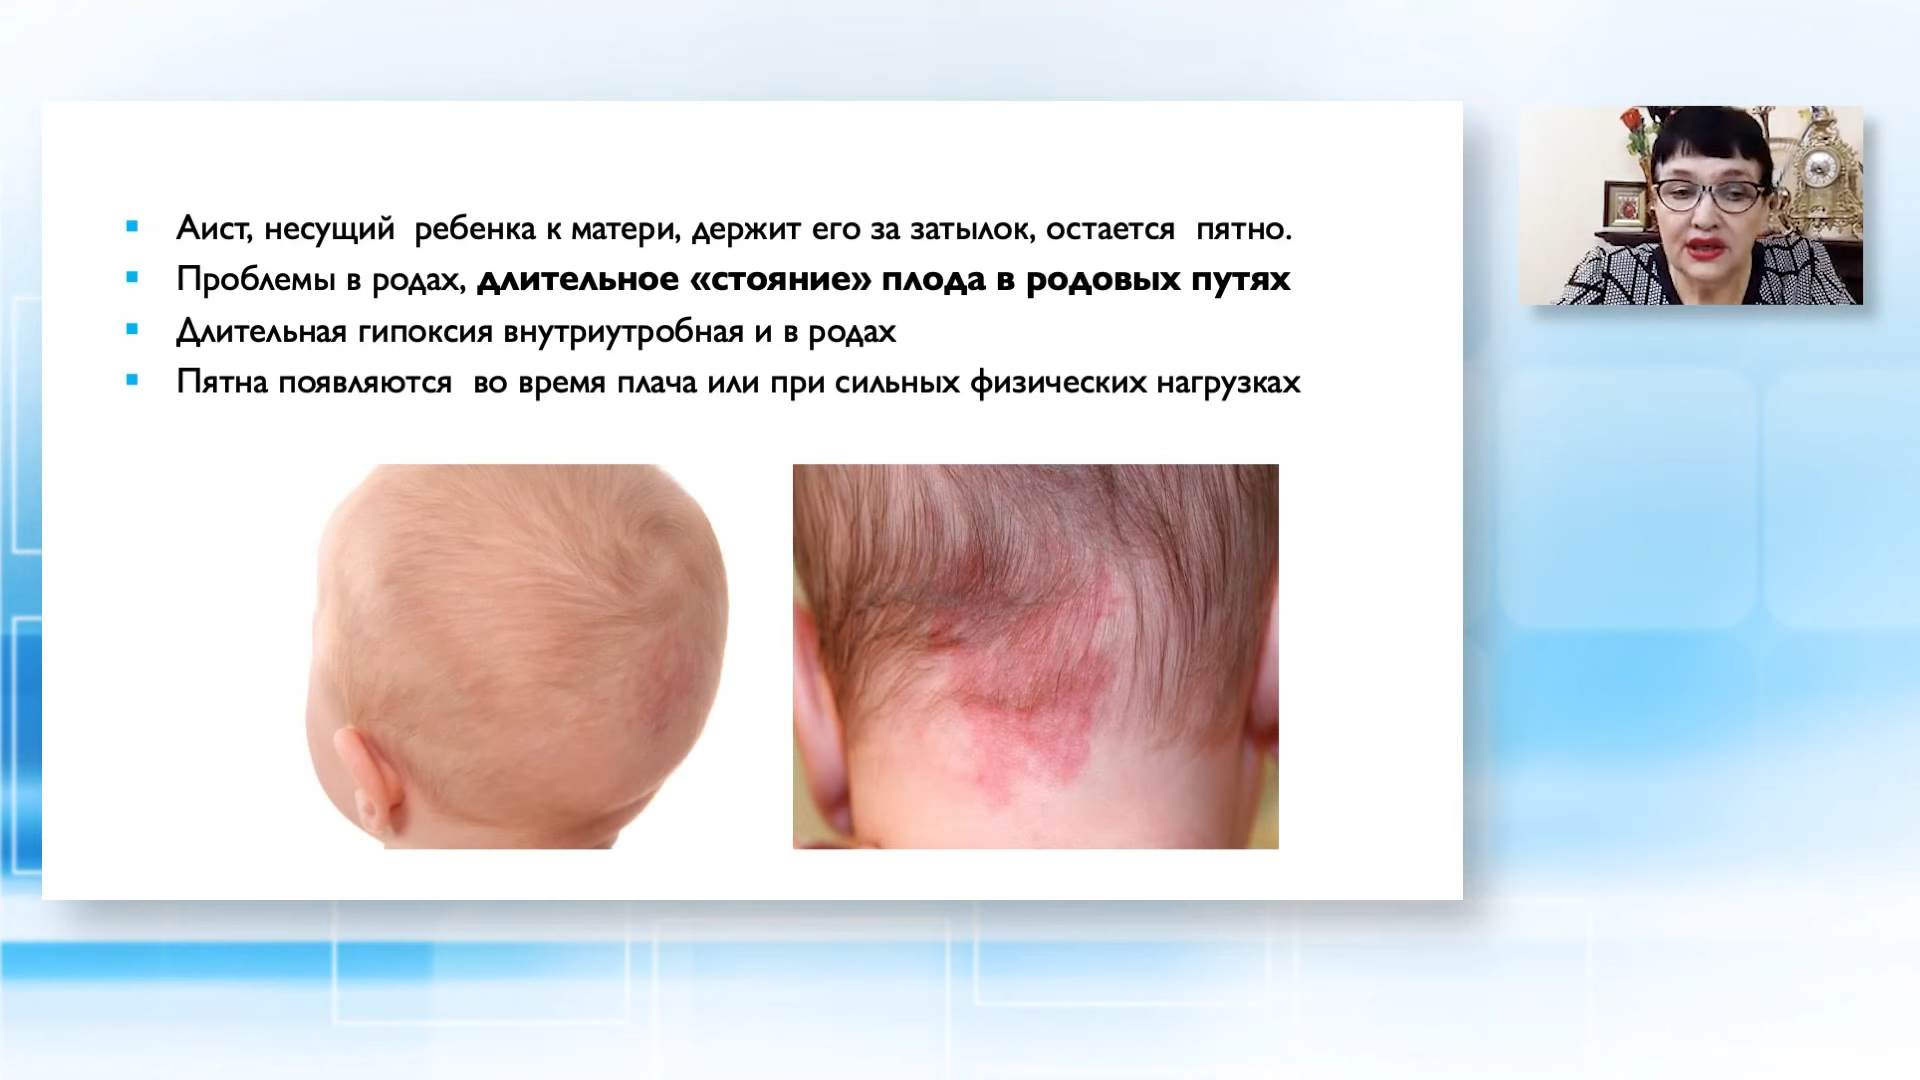 Аист, несущий ребенка к матери, держит его за затылок, остается пятно.
Проблемы в родах, длительное «стояние» плода в родовых путях
Длительная гипоксия внутриутробная и в родах
Пятна появляются во время плача или при сильных физических нагрузках